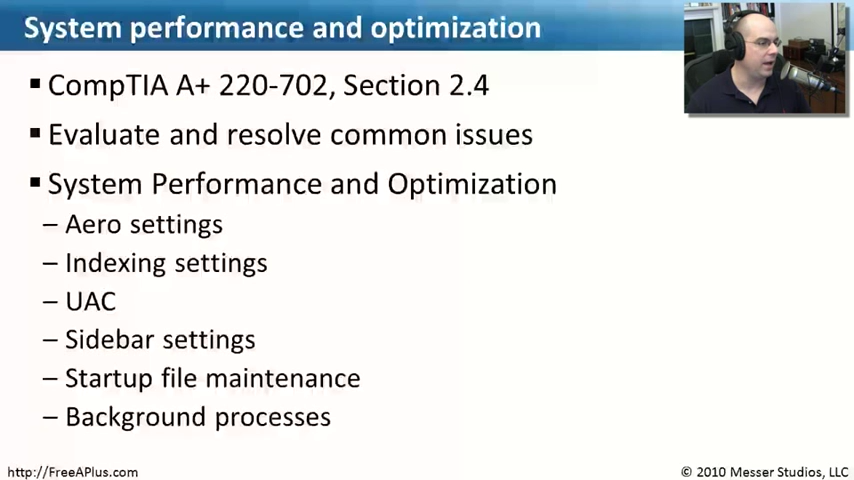 System performance and optimization
▪ CompTIA A+ 220-702, Section 2.4
▪ Evaluate and resolve common issues
▪ System Performance and Optimization
– Aero settings
– Indexing settings
– UAC
– Sidebar settings
– Startup file maintenance
– Background processes
http://FreeAPlus.com
© 2010 Messer Studios, LLC